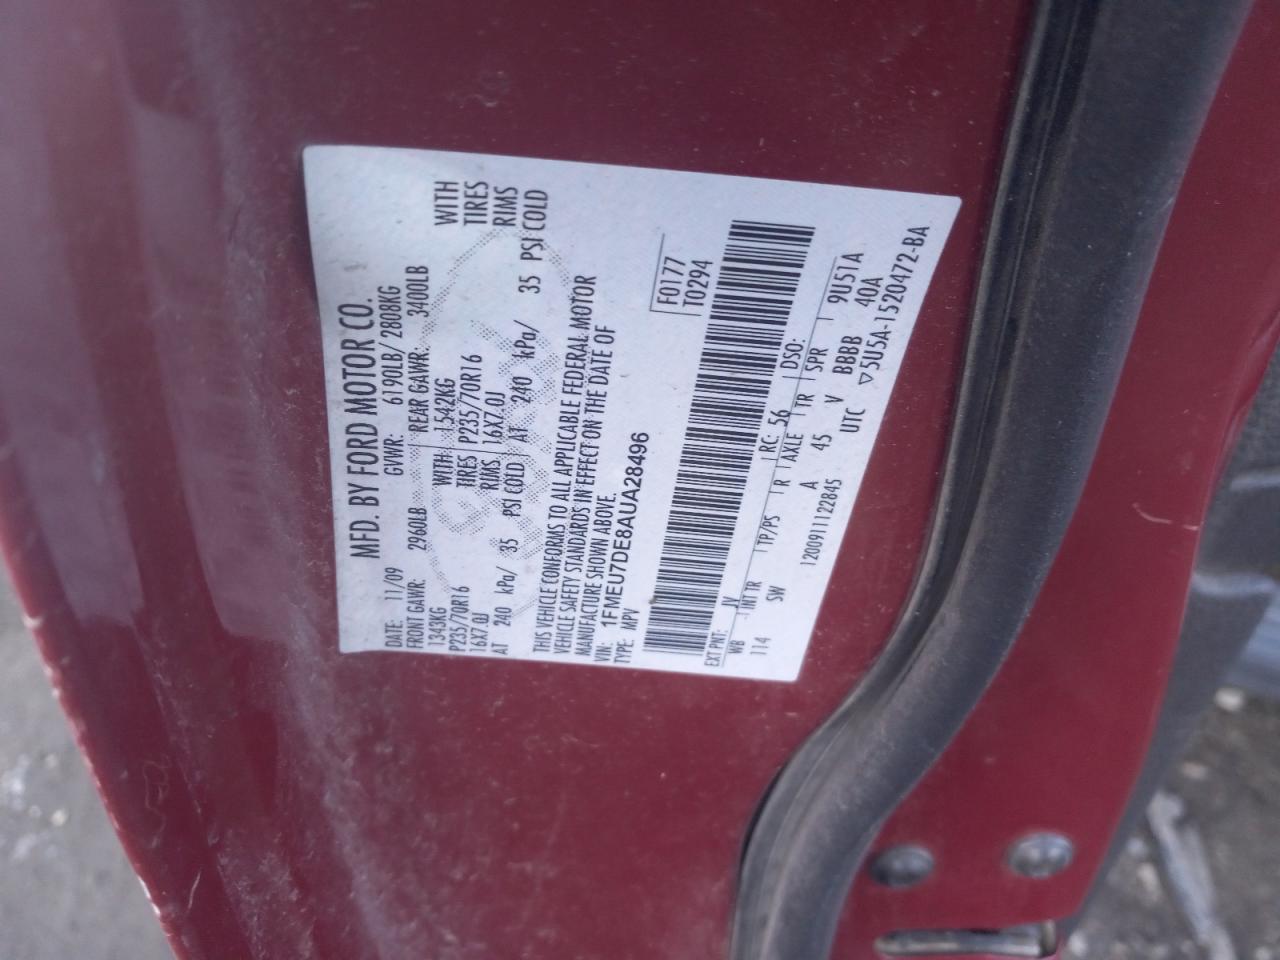 MFD. BY FORD MOTOR CO.
DATE: 11/09 GVWR: 6190LB/ 2808KG
FRONT GAWR: 2960LB REAR GAWR: 3400LB
1343KG WITH 1542KG WITH
P235/70R16 TIRES P235/70R16 TIRES
16X7.0J RIMS 16X7.0J RIMS
AT 240 kPa/ 35 PSI COLD AT 240 kPa/ 35 PSI COLD
THIS VEHICLE CONFORMS TO ALL APPLICABLE FEDERAL MOTOR
VEHICLE SAFETY STANDARDS IN EFFECT ON THE DATE OF
MANUFACTURE SHOWN ABOVE.
VIN: 1FMEU7DE8AUA28496
TYPE: MPV
F0177
T0294
EXT PNT: JV RC: 56 DSO:
WB INT TR TP/PS R AXLE TR SPR 9U51A
114 SW A 45 V BBBB 40A
1200911122845 UTC ▽5U5A-1520472-BA